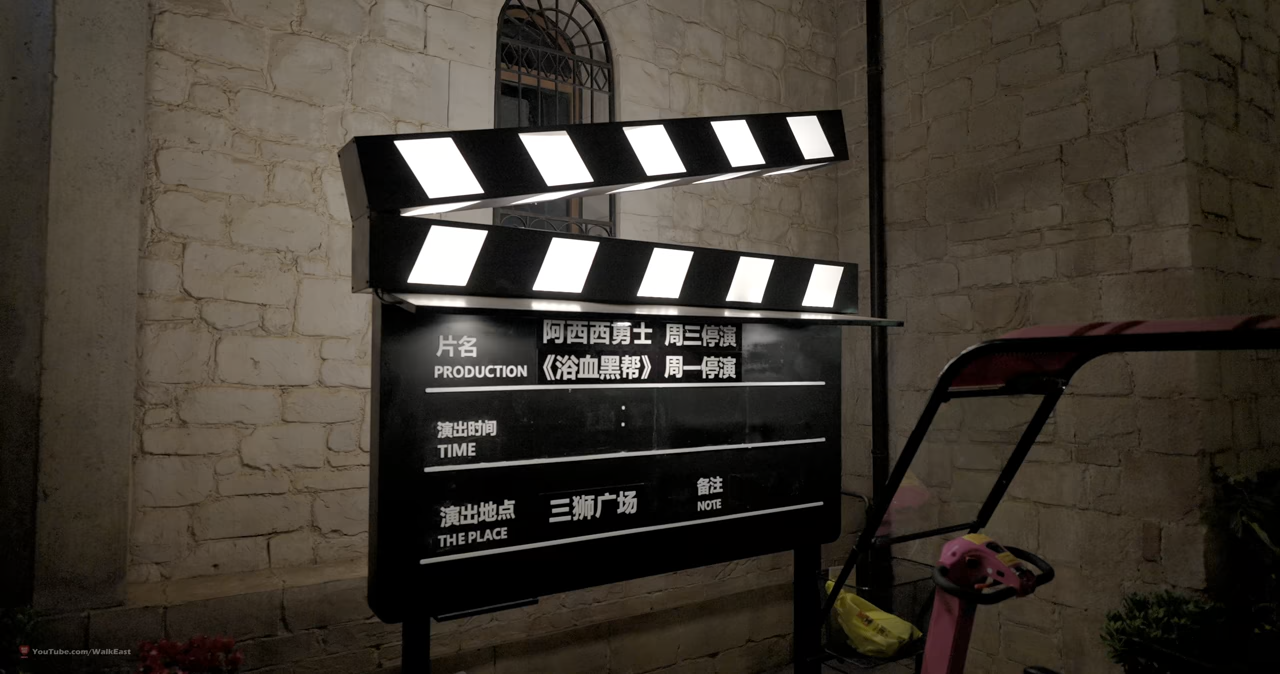 片名
PRODUCTION
阿西西勇士 周三停演
《浴血黑帮》 周一停演
演出时间
TIME
:
演出地点
THE PLACE
三狮广场
备注
NOTE
YouTube.com/WalkEast